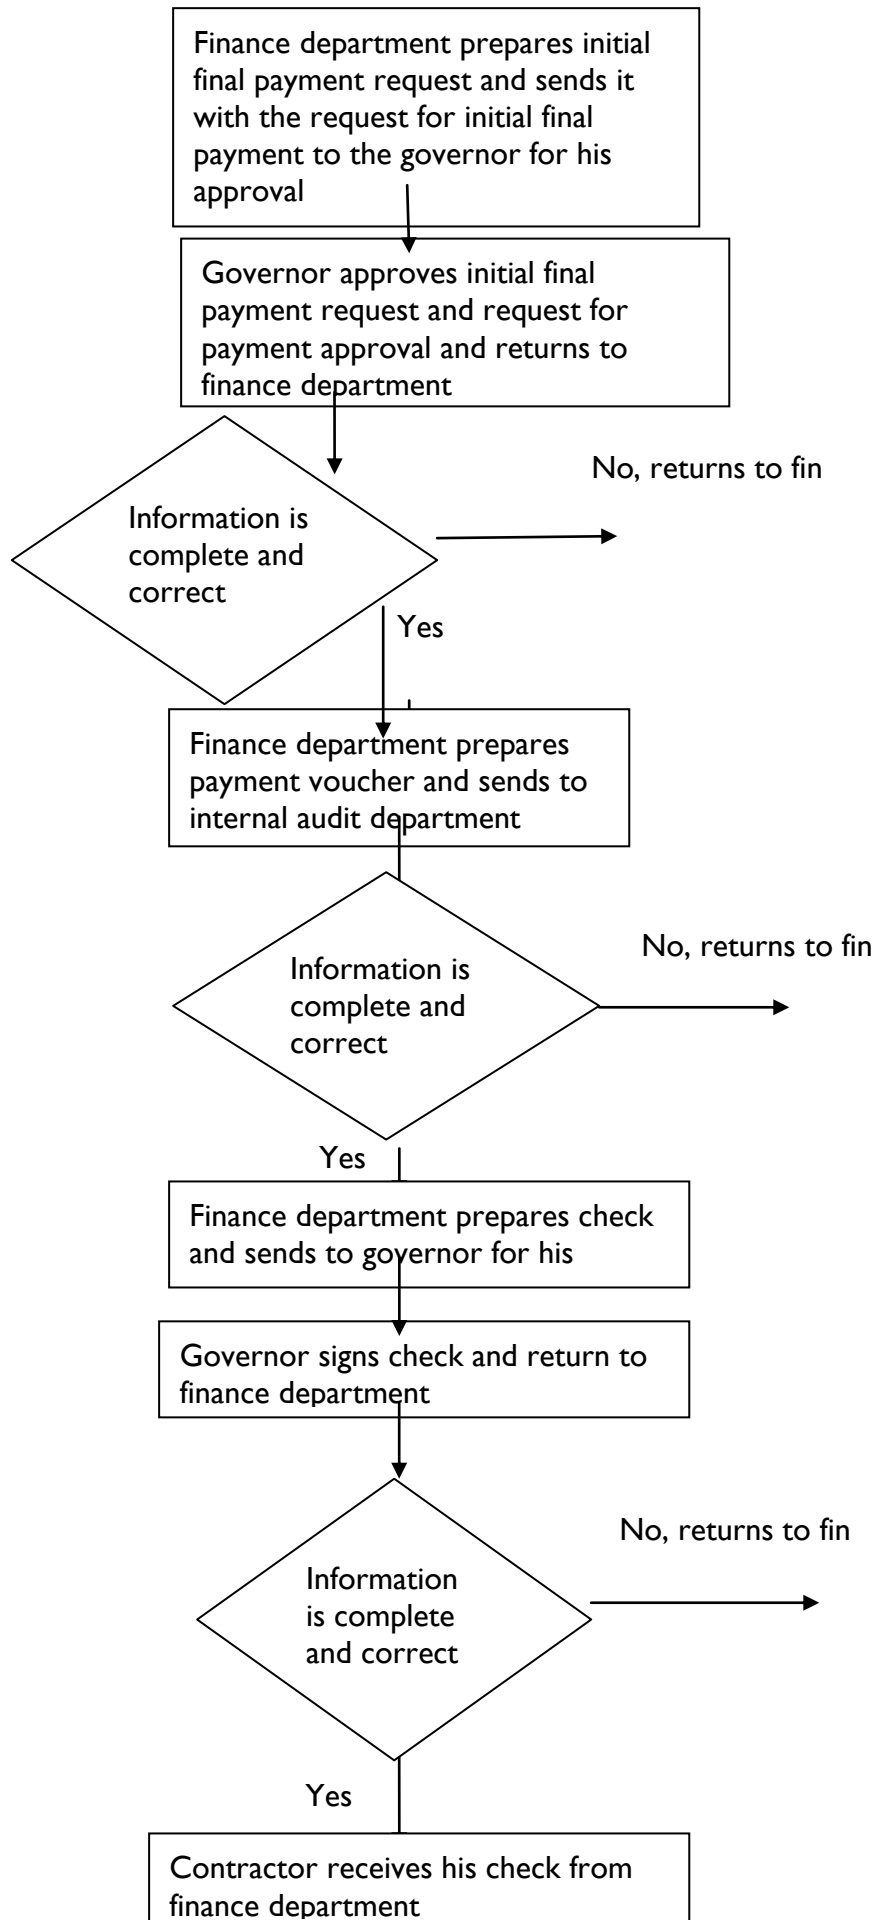 Finance department prepares initial
final payment request and sends it
with the request for initial final
payment to the governor for his
approval
Governor approves initial final
payment request and request for
payment approval and returns to
finance department
No, returns to fin
Information is
complete and
correct
Yes
Finance department prepares
payment voucher and sends to
internal audit department
No, returns to fin
Information is
complete and
correct
Yes
Finance department prepares check
and sends to governor for his
Governor signs check and return to
finance department
No, returns to fin
Information
is complete
and correct
Yes
Contractor receives his check from
finance department